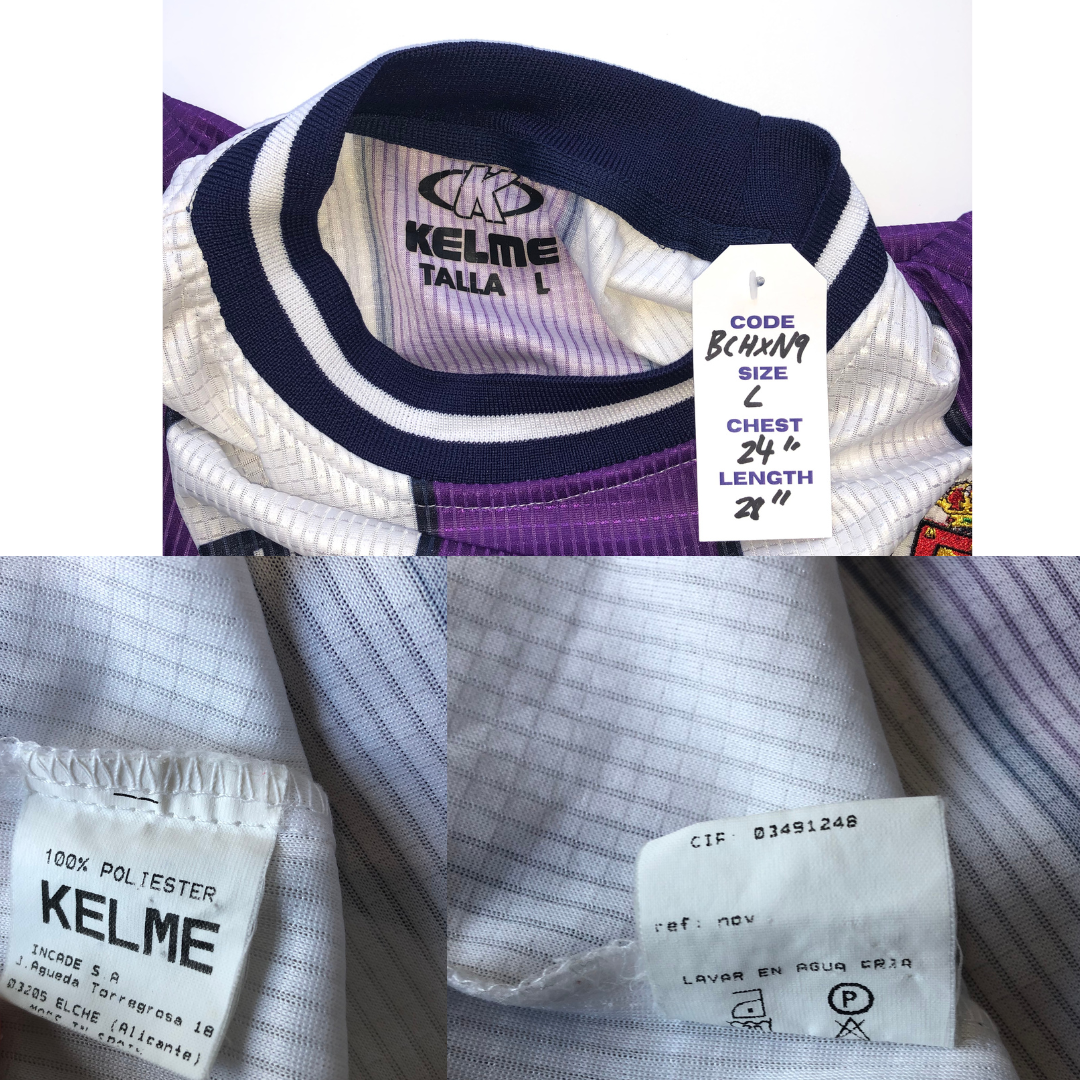 K
KELME
TALLA L
CODE
BCHXN9
SIZE
L
CHEST
24"
LENGTH
28"
100% POLIESTER
KELME
INCADE S.A
J.Agueda Torregrosa 18
03205 ELCHE (Alicante)
CIF: 03491248
ref: nov
LAVAR EN AGUA FRIA
P